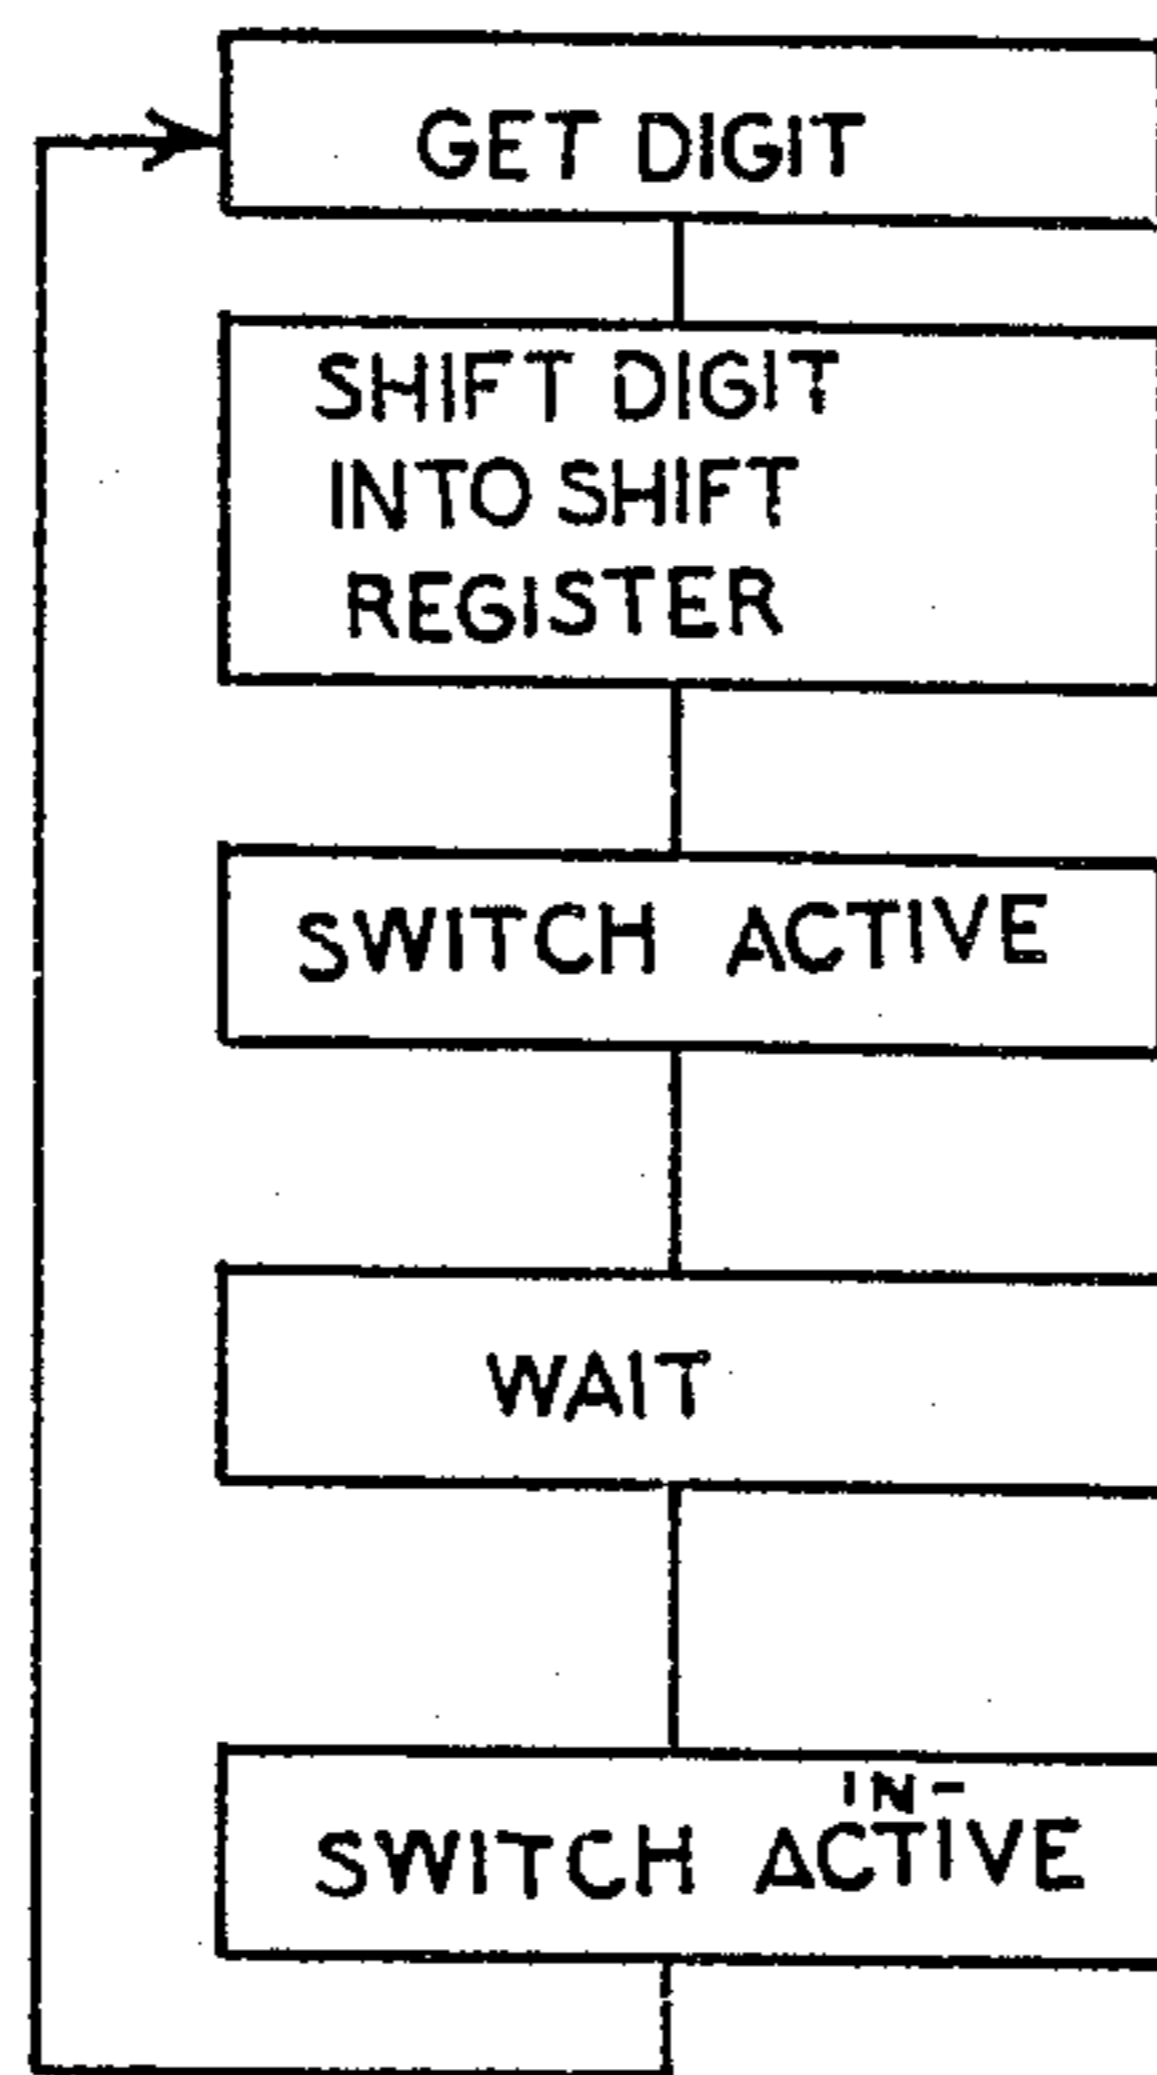 GET DIGIT
SHIFT DIGIT
INTO SHIFT
REGISTER
SWITCH ACTIVE
WAIT
IN-
SWITCH ACTIVE